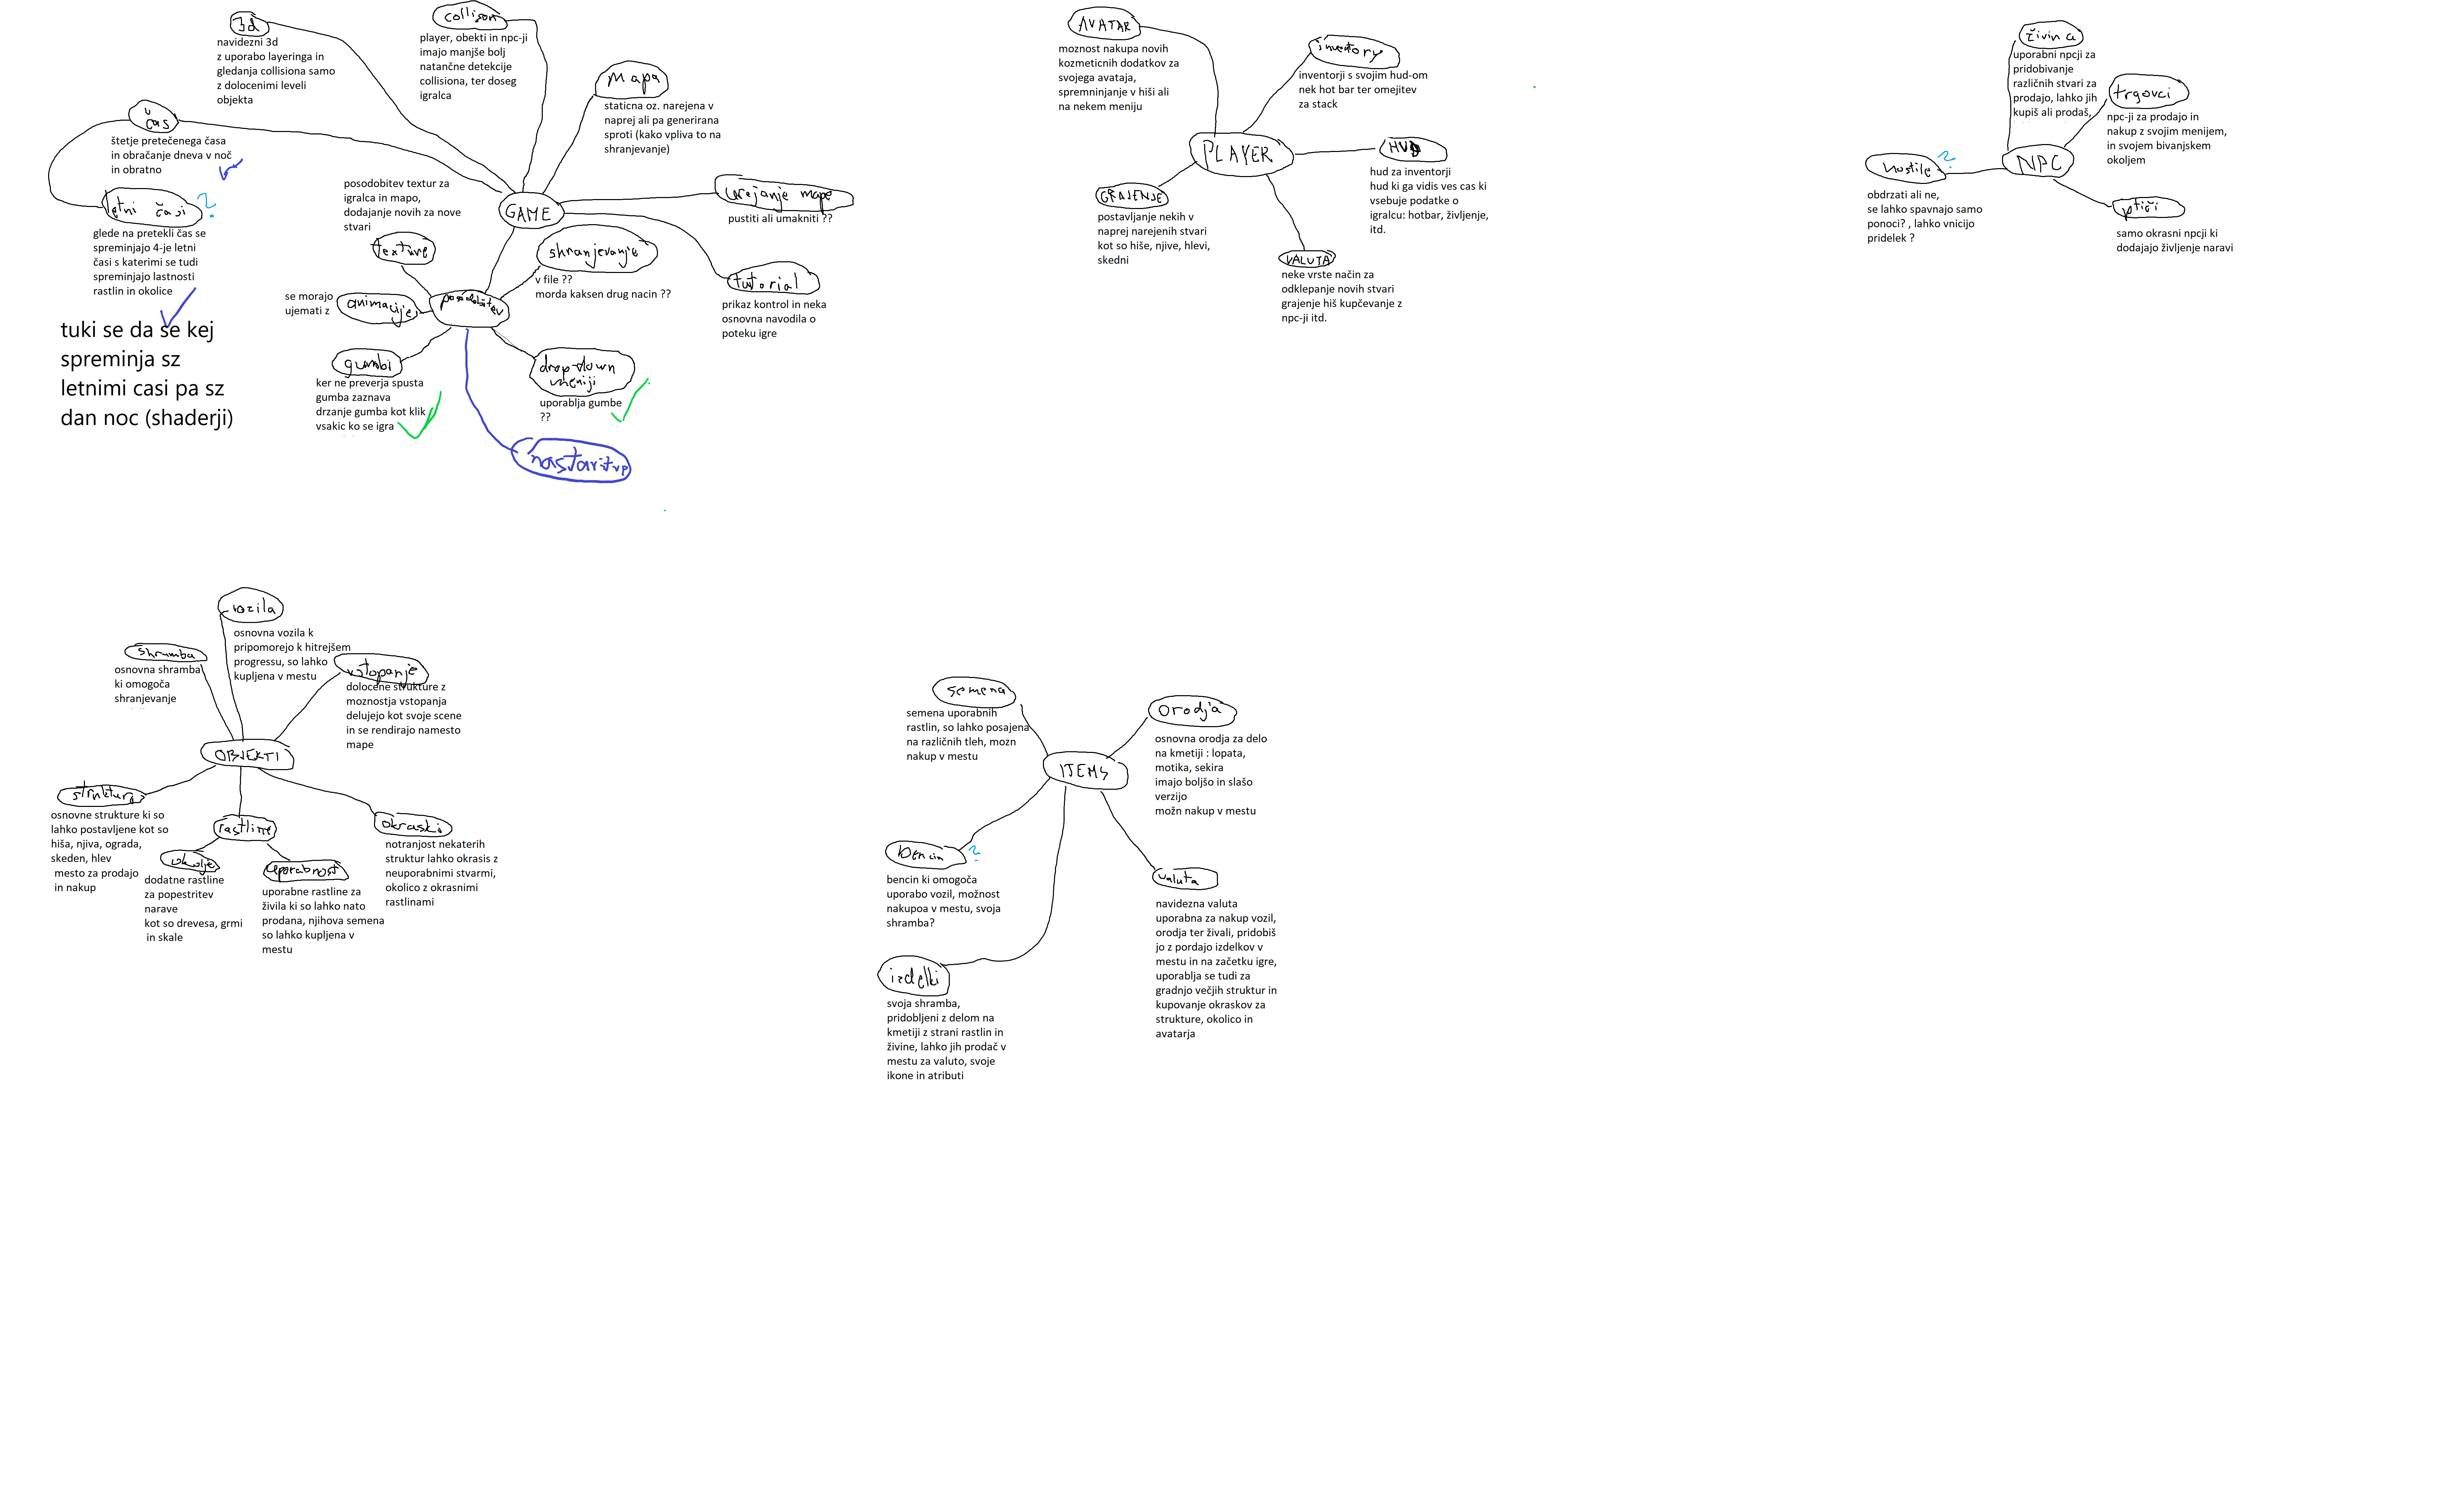 3d
navidezni 3d
z uporabo layeringa in
gledanja collisiona samo
z dolocenimi leveli
objekta
collison
player, obekti in npc-ji
imajo manjše bolj
natančne detekcije
collisiona, ter doseg
igralca
mapa
staticna oz. narejena v
naprej ali pa generirana
sproti (kako vpliva to na
shranjevanje)
čas
štetje pretečenega časa
in obračanje dneva v noč
in obratno
letni časi ?
glede na pretekli čas se
spreminjajo 4-je letni
časi s katerimi se tudi
spreminjajo lastnosti
rastlin in okolice
tuki se da še kej
spreminja sz
letnimi casi pa sz
dan noc (shaderji)
GAME
urejanje mape
pustiti ali umakniti ??
tutorial
prikaz kontrol in neka
osnovna navodila o
poteku igre
posodobitev textur za
igralca in mapo,
dodajanje novih za nove
stvari
texture
shranjevanje
v file ??
morda kaksen drug nacin ??
se morajo
ujemati z
animacije
posodobitev
gumbi
ker ne preverja spusta
gumba zaznava
drzanje gumba kot klik
vsakic ko se igra
drop-down
meniji
uporablja gumbe
??
AVATAR
moznost nakupa novih
kozmeticnih dodatkov za
svojega avataja,
spremninjanje v hiši ali
na nekem meniju
inventory
inventorji s svojim hud-om
nek hot bar ter omejitev
za stack
PLAYER
HUD
hud za inventorji
hud ki ga vidis ves cas ki
vsebuje podatke o
igralcu: hotbar, življenje,
itd.
GRAJENJE
postavljanje nekih v
naprej narejenih stvari
kot so hiše, njive, hlevi,
skedni
VALUTA
neke vrste način za
odklepanje novih stvari
grajenje hiš kupčevanje z
npc-ji itd.
živina
uporabni npcji za
pridobivanje
različnih stvari za
prodajo, lahko jih
kupiš ali prodaš,
trgovci
npc-ji za prodajo in
nakup z svojim menijem,
in svojem bivanjskem
okoljem
NPC
hostile ?
obdrzati ali ne,
se lahko spavnajo samo
ponoci? , lahko vnicijo
pridelek ?
ptiči
samo okrasni npcji ki
dodajajo življenje naravi
vozila
osnovna vozila k
pripomorejo k hitrejšem
progressu, so lahko
kupljena v mestu
shramba
osnovna shramba
ki omogoča
shranjevanje
vstopanje
dolocene strukture z
moznostja vstopanja
delujejo kot svoje scene
in se rendirajo namesto
mape
OBJEKTI
struktura
osnovne strukture ki so
lahko postavljene kot so
hiša, njiva, ograda,
skeden, hlev
mesto za prodajo
in nakup
rastline
okolje
dodatne rastline
za popestritev
narave
kot so drevesa, grmi
in skale
uporabnost
uporabne rastline za
živila ki so lahko nato
prodana, njihova semena
so lahko kupljena v
mestu
okraski
notranjost nekaterih
struktur lahko okrasis z
neuporabnimi stvarmi,
okolico z okrasnimi
rastlinami
semena
semena uporabnih
rastlin, so lahko posajena
na različnih tleh, mozn
nakup v mestu
orodja
osnovna orodja za delo
na kmetiji : lopata,
motika, sekira
imajo boljšo in slašo
verzijo
možn nakup v mestu
ITEMS
bencin ?
bencin ki omogoča
uporabo vozil, možnost
nakupoa v mestu, svoja
shramba?
valuta
navidezna valuta
uporabna za nakup vozil,
orodja ter živali, pridobiš
jo z pordajo izdelkov v
mestu in na začetku igre,
uporablja se tudi za
gradnjo večjih struktur in
kupovanje okraskov za
strukture, okolico in
avatarja
izdelki
svoja shramba,
pridobljeni z delom na
kmetiji z strani rastlin in
živine, lahko jih prodač v
mestu za valuto, svoje
ikone in atributi